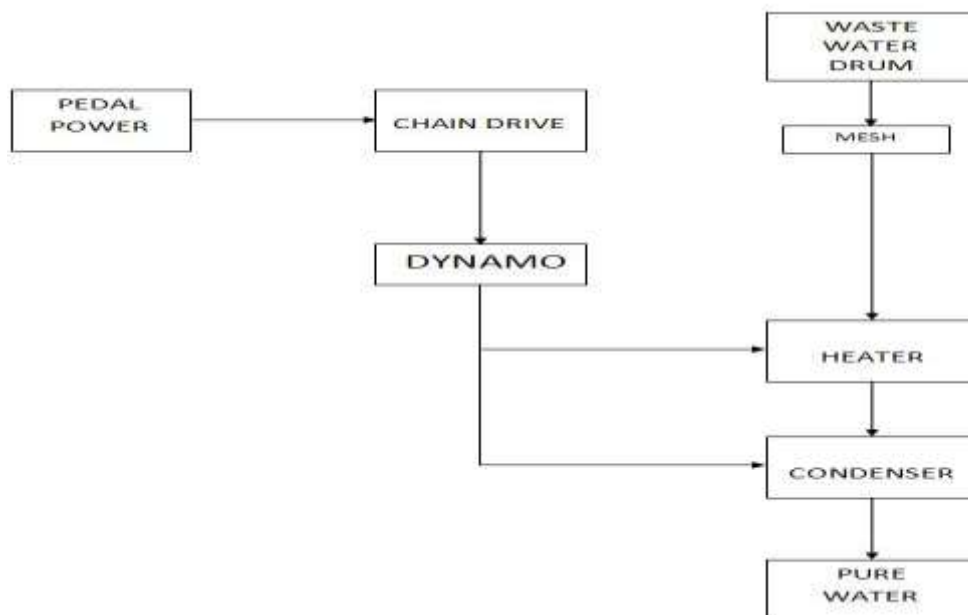 WASTE
WATER
DRUM
PEDAL
POWER
CHAIN DRIVE
MESH
DYNAMO
HEATER
CONDENSER
PURE
WATER